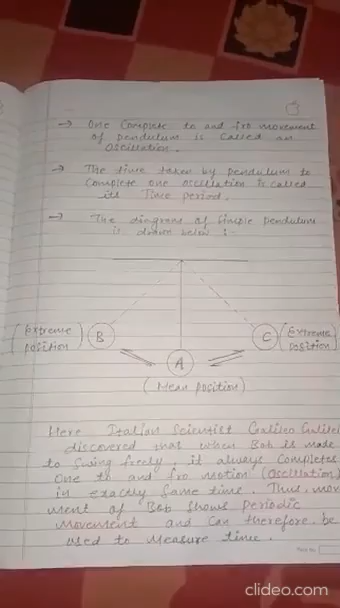 → One Complete to and fro movement
of pendulum is called an
Oscillation.
→ The time taken by pendulum to
Complete one oscillation is called
its Time period.
→ The diagram of Simple pendulum
is drawn below :-
(Extreme position)
B
A
C
(Extreme position)
(Mean position)
Here Italian Scientist Galileo Galilei
discovered that when Bob is made
to swing freely, it always completes
One to and fro motion (Oscillation)
in exactly same time. Thus, mov
ment of Bob shows periodic
movement and can therefore be
used to measure time.
clideo.com